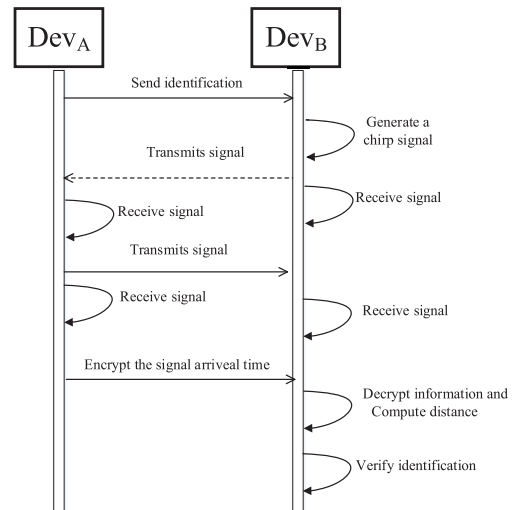 DevA
DevB
Send identification
Generate a
chirp signal
Transmits signal
Receive signal
Receive signal
Transmits signal
Receive signal
Receive signal
Encrypt the signal arriveal time
Decrypt information and
Compute distance
Verify identification